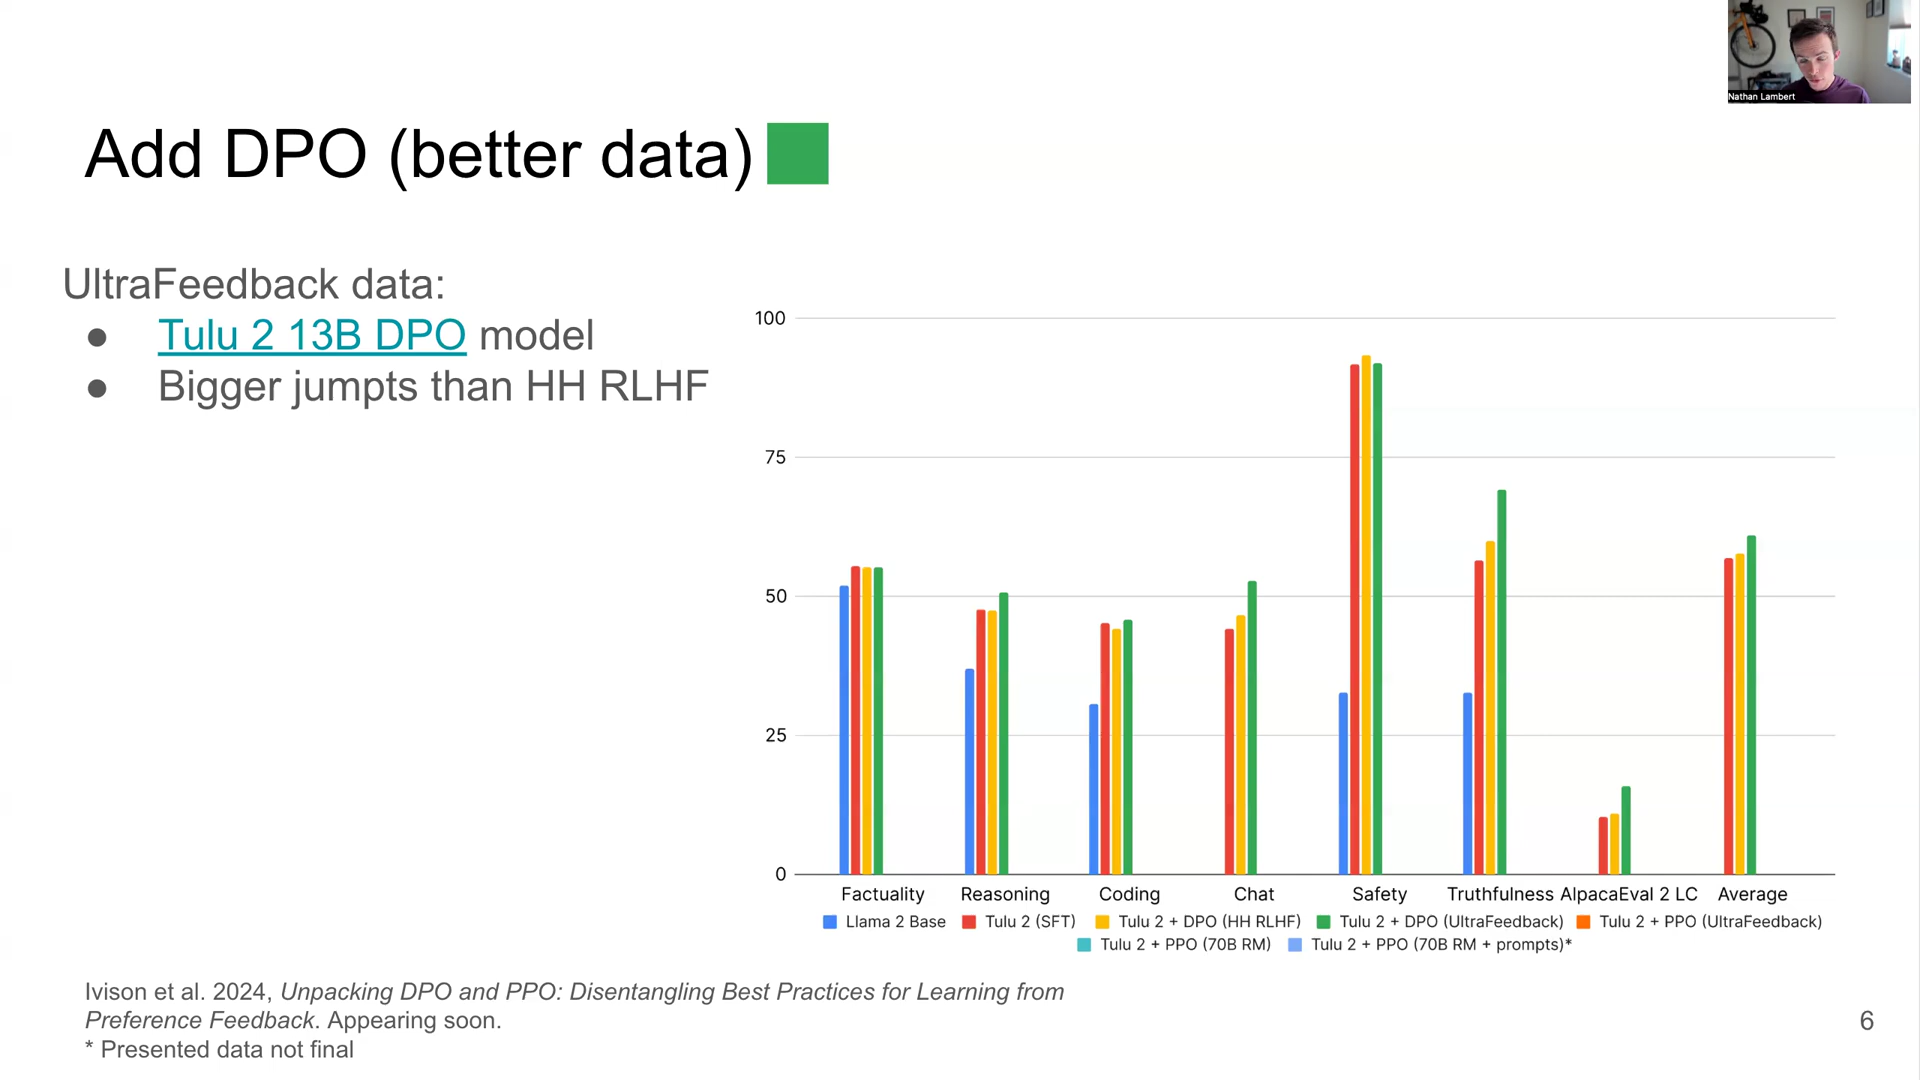 Nathan Lambert
Add DPO (better data)
UltraFeedback data:
● Tulu 2 13B DPO model
● Bigger jumpts than HH RLHF
100
75
50
25
0
Factuality Reasoning Coding Chat Safety Truthfulness AlpacaEval 2 LC Average
Llama 2 Base Tulu 2 (SFT) Tulu 2 + DPO (HH RLHF) Tulu 2 + DPO (UltraFeedback) Tulu 2 + PPO (UltraFeedback)
Tulu 2 + PPO (70B RM) Tulu 2 + PPO (70B RM + prompts)*
Ivison et al. 2024, Unpacking DPO and PPO: Disentangling Best Practices for Learning from
Preference Feedback. Appearing soon.
* Presented data not final
6